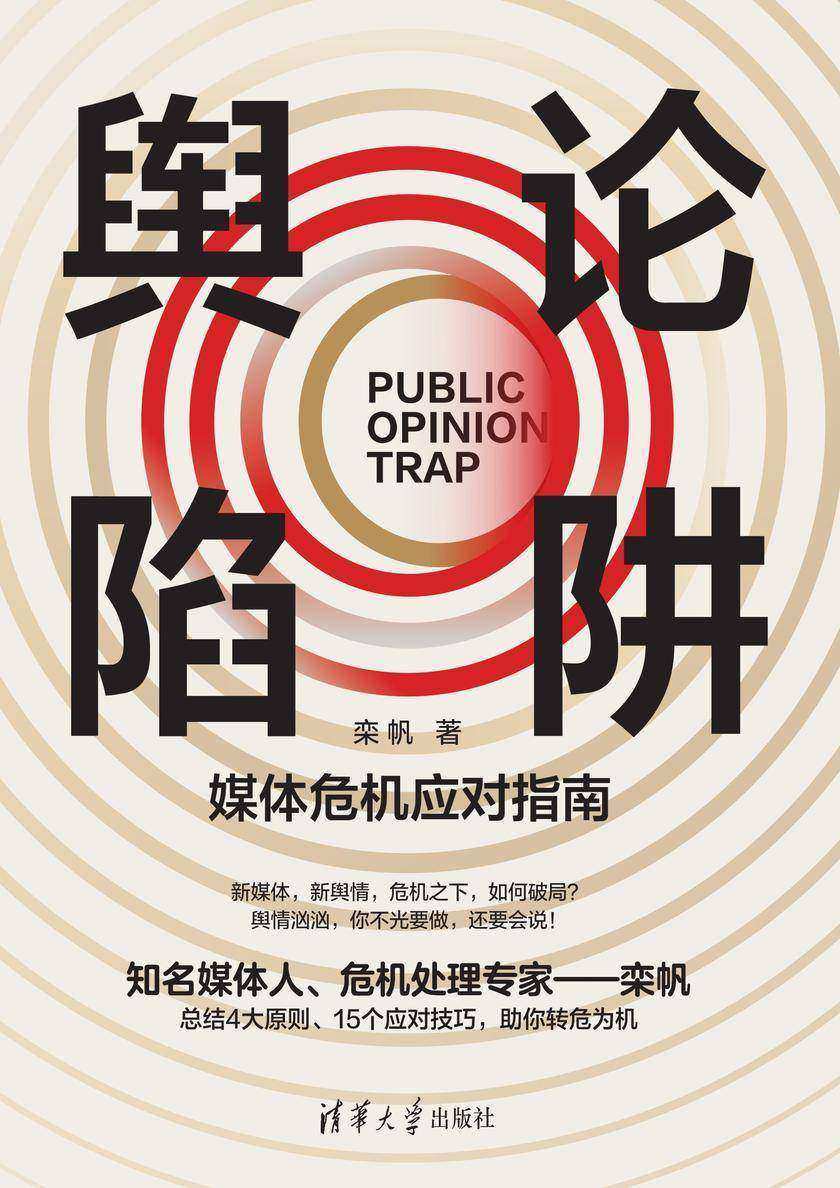 舆论
PUBLIC
OPINION
TRAP
陷阱
栾帆 著
媒体危机应对指南
新媒体，新舆情，危机之下，如何破局？
舆情汹汹，你不光要做，还要会说！
知名媒体人、危机处理专家——栾帆
总结4大原则、15个应对技巧，助你转危为机
清华大学出版社